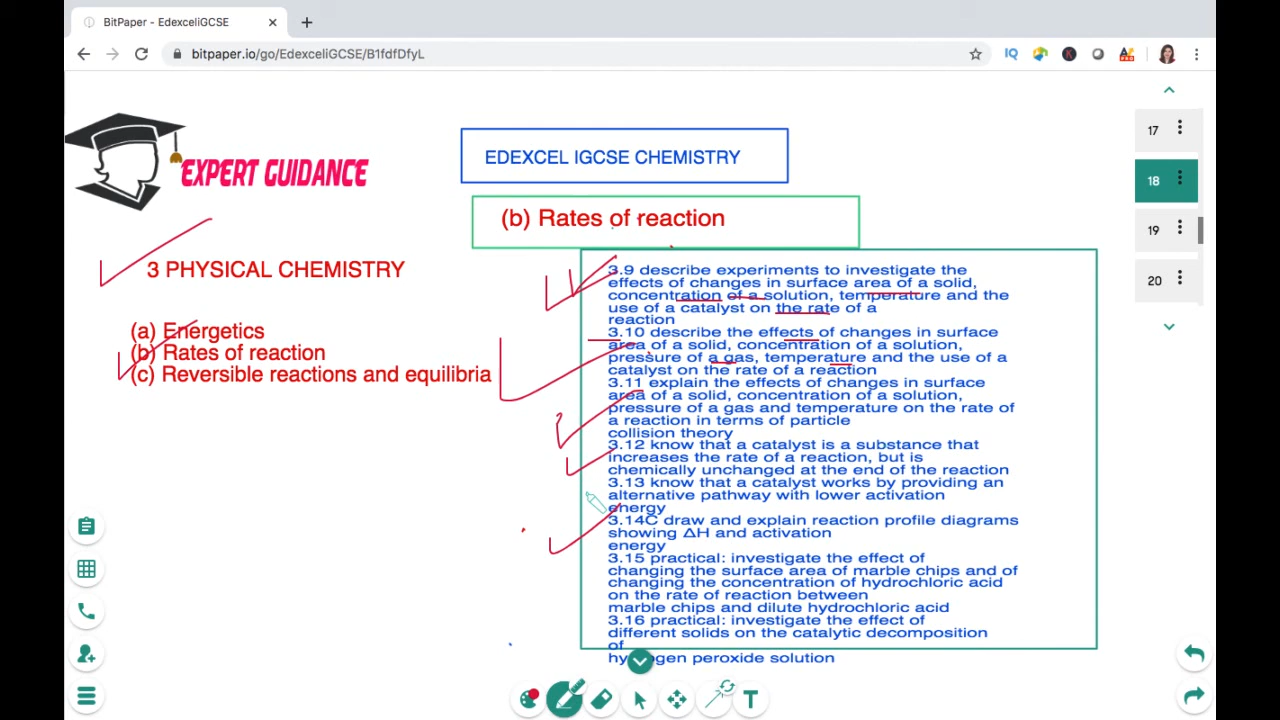 BitPaper - EdexceliGCSE
bitpaper.io/go/EdexceliGCSE/B1fdfDfyL
IQ
K
EXPERT GUIDANCE
EDEXCEL IGCSE CHEMISTRY
(b) Rates of reaction
3 PHYSICAL CHEMISTRY
(a) Energetics
(b) Rates of reaction
(c) Reversible reactions and equilibria
3.9 describe experiments to investigate the
effects of changes in surface area of a solid,
concentration of a solution, temperature and the
use of a catalyst on the rate of a
reaction
3.10 describe the effects of changes in surface
area of a solid, concentration of a solution,
pressure of a gas, temperature and the use of a
catalyst on the rate of a reaction
3.11 explain the effects of changes in surface
area of a solid, concentration of a solution,
pressure of a gas and temperature on the rate of
a reaction in terms of particle
collision theory
3.12 know that a catalyst is a substance that
increases the rate of a reaction, but is
chemically unchanged at the end of the reaction
3.13 know that a catalyst works by providing an
alternative pathway with lower activation
energy
3.14C draw and explain reaction profile diagrams
showing ΔH and activation
energy
3.15 practical: investigate the effect of
changing the surface area of marble chips and of
changing the concentration of hydrochloric acid
on the rate of reaction between
marble chips and dilute hydrochloric acid
3.16 practical: investigate the effect of
different solids on the catalytic decomposition
of
peroxide solution
17
18
19
20
T